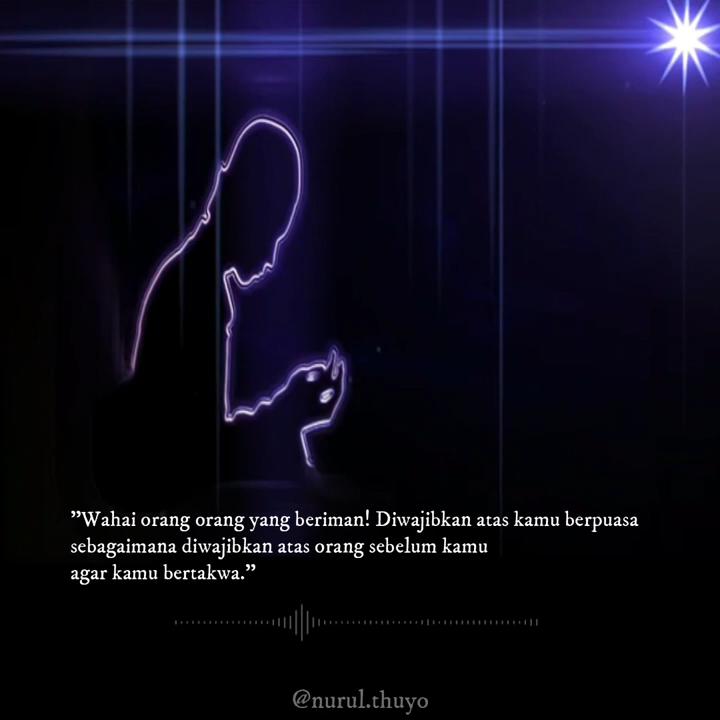 ”Wahai orang orang yang beriman! Diwajibkan atas kamu berpuasa
sebagaimana diwajibkan atas orang sebelum kamu
agar kamu bertakwa.”
@nurul.thuyo